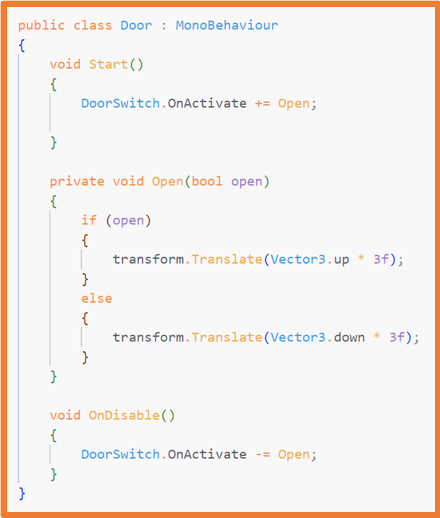 public class Door : MonoBehaviour
{
    void Start()
    {
        DoorSwitch.OnActivate += Open;

    }

    private void Open(bool open)
    {
        if (open)
        {
            transform.Translate(Vector3.up * 3f);
        }
        else
        {
            transform.Translate(Vector3.down * 3f);
        }
    }

    void OnDisable()
    {
        DoorSwitch.OnActivate -= Open;
    }
}